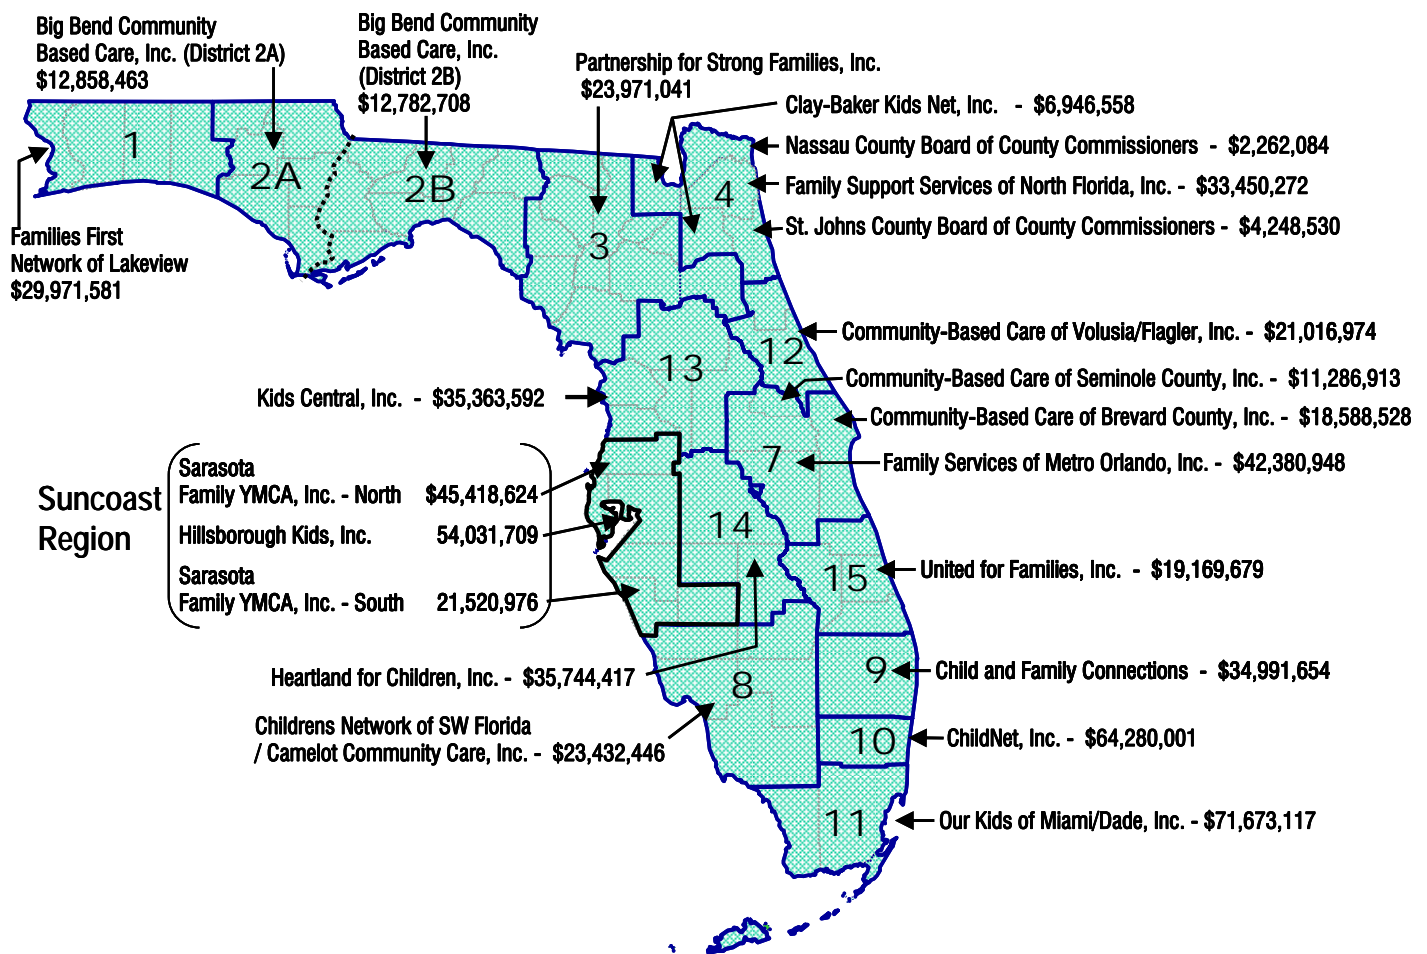 Big Bend Community
Based Care, Inc. (District 2A)
$12,858,463
Big Bend Community
Based Care, Inc.
(District 2B)
$12,782,708
Partnership for Strong Families, Inc.
$23,971,041
Clay-Baker Kids Net, Inc. - $6,946,558
Nassau County Board of County Commissioners - $2,262,084
Family Support Services of North Florida, Inc. - $33,450,272
St. Johns County Board of County Commissioners - $4,248,530
1
2A
2B
3
4
Families First
Network of Lakeview
$29,971,581
Community-Based Care of Volusia/Flagler, Inc. - $21,016,974
12
13
Community-Based Care of Seminole County, Inc. - $11,286,913
Kids Central, Inc. - $35,363,592
Community-Based Care of Brevard County, Inc. - $18,588,528
7
Family Services of Metro Orlando, Inc. - $42,380,948
Suncoast
Region
Sarasota
Family YMCA, Inc. - North $45,418,624
Hillsborough Kids, Inc. 54,031,709
Sarasota
Family YMCA, Inc. - South 21,520,976
14
15
United for Families, Inc. - $19,169,679
Heartland for Children, Inc. - $35,744,417
8
9
Child and Family Connections - $34,991,654
Childrens Network of SW Florida
/ Camelot Community Care, Inc. - $23,432,446
10
ChildNet, Inc. - $64,280,001
11
Our Kids of Miami/Dade, Inc. - $71,673,117